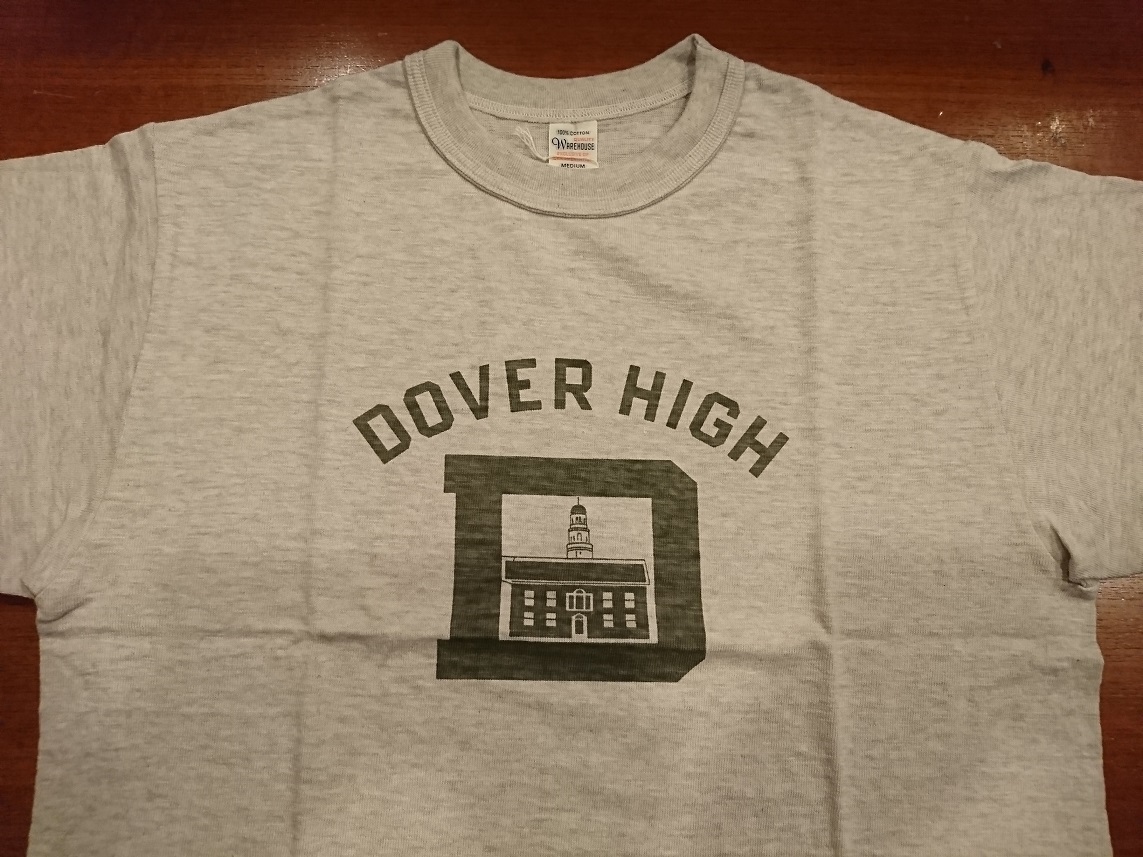 100% COTTON
WAREHOUSE
MEDIUM
DOVER HIGH
D